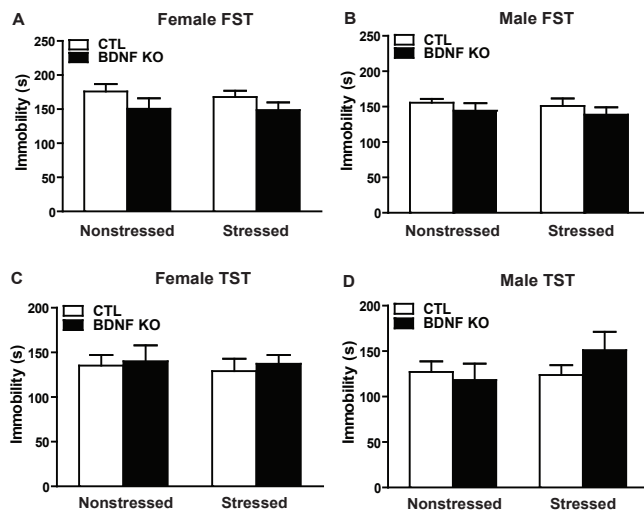 A
Female FST
CTL
BDNF KO
Immobility (s)
250
200
150
100
50
0
Nonstressed
Stressed
B
Male FST
CTL
BDNF KO
Immobility (s)
250
200
150
100
50
0
Nonstressed
Stressed
C
Female TST
CTL
BDNF KO
Immobility (s)
200
150
100
50
0
Nonstressed
Stressed
D
Male TST
CTL
BDNF KO
Immobility (s)
200
150
100
50
0
Nonstressed
Stressed